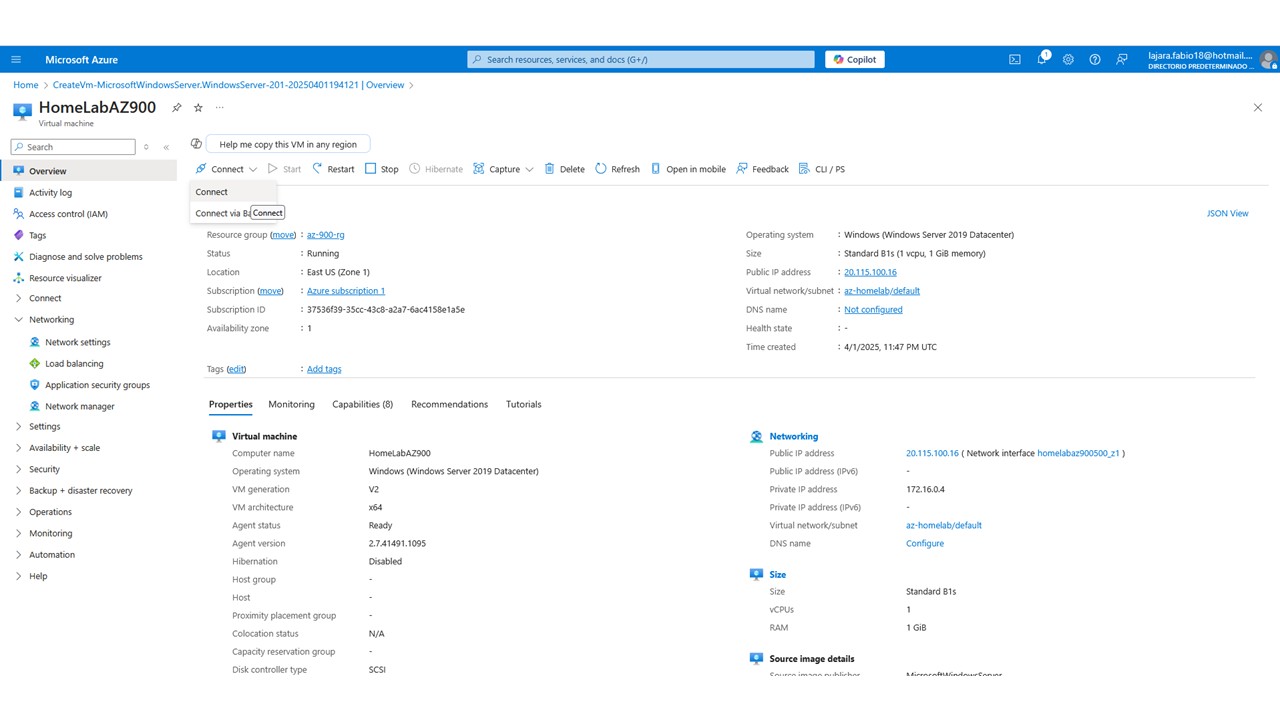 Microsoft Azure
Search resources, services, and docs (G+/)
Copilot
1
lajara.fabio18@hotmail....
DIRECTORIO PREDETERMINADO ...
Home > CreateVm-MicrosoftWindowsServer.WindowsServer-201-20250401194121 | Overview >
HomeLabAZ900
Virtual machine
Search
Help me copy this VM in any region
Connect Start Restart Stop Hibernate Capture Delete Refresh Open in mobile Feedback CLI / PS
Connect
Connect via Ba
Connect
Overview
Activity log
Access control (IAM)
Tags
Diagnose and solve problems
Resource visualizer
Connect
Networking
Network settings
Load balancing
Application security groups
Network manager
Settings
Availability + scale
Security
Backup + disaster recovery
Operations
Monitoring
Automation
Help
JSON View
Resource group (move) : az-900-rg
Status : Running
Location : East US (Zone 1)
Subscription (move) : Azure subscription 1
Subscription ID : 37536f39-35cc-43c8-a2a7-6ac4158e1a5e
Availability zone : 1
Operating system : Windows (Windows Server 2019 Datacenter)
Size : Standard B1s (1 vcpu, 1 GiB memory)
Public IP address : 20.115.100.16
Virtual network/subnet : az-homelab/default
DNS name : Not configured
Health state : -
Time created : 4/1/2025, 11:47 PM UTC
Tags (edit) : Add tags
Properties Monitoring Capabilities (8) Recommendations Tutorials
Virtual machine
Computer name HomeLabAZ900
Operating system Windows (Windows Server 2019 Datacenter)
VM generation V2
VM architecture x64
Agent status Ready
Agent version 2.7.41491.1095
Hibernation Disabled
Host group -
Host -
Proximity placement group -
Colocation status N/A
Capacity reservation group -
Disk controller type SCSI
Networking
Public IP address 20.115.100.16 ( Network interface homelabaz900500_z1 )
Public IP address (IPv6) -
Private IP address 172.16.0.4
Private IP address (IPv6) -
Virtual network/subnet az-homelab/default
DNS name Configure
Size
Size Standard B1s
vCPUs 1
RAM 1 GiB
Source image details
Source image publisher MicrosoftWindowsServer